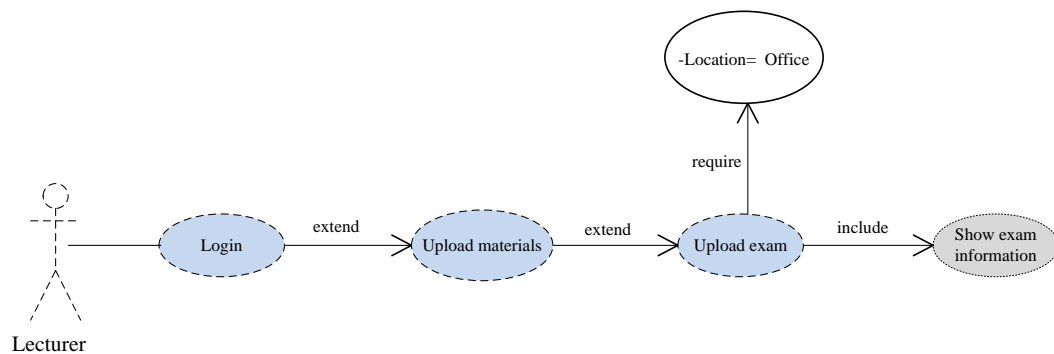 -Location= Office
require
Login
extend
Upload materials
extend
Upload exam
include
Show exam
information
Lecturer